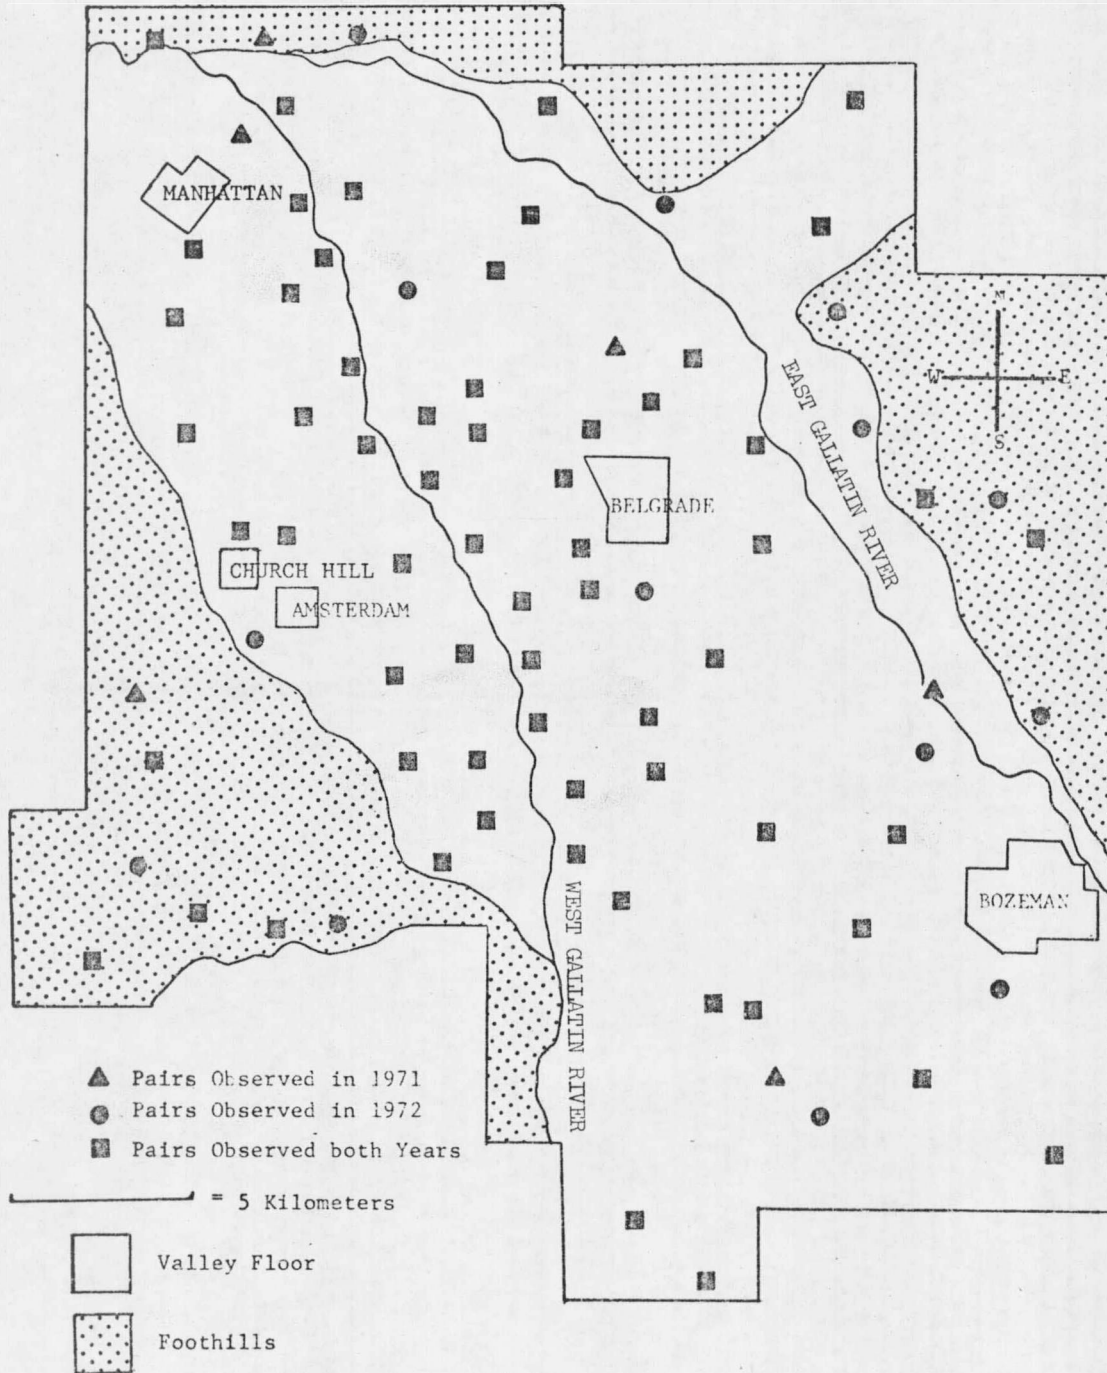 MANHATTAN
N
W E
S
EAST GALLATIN RIVER
BELGRADE
CHURCH HILL
AMSTERDAM
BOZEMAN
WEST GALLATIN RIVER
Pairs Observed in 1971
Pairs Observed in 1972
Pairs Observed both Years
= 5 Kilometers
Valley Floor
Foothills